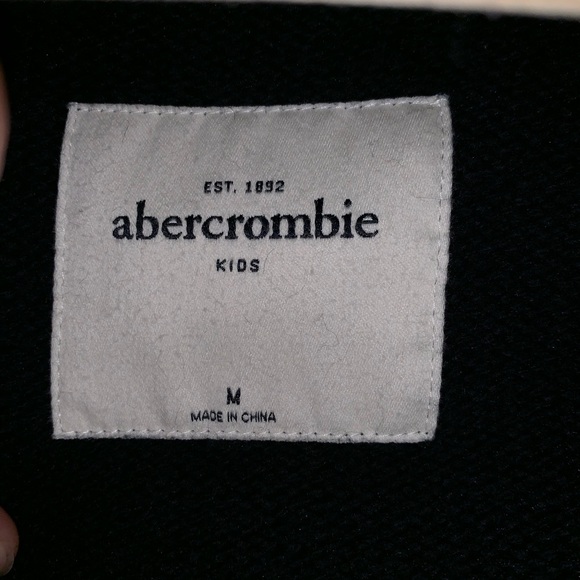 EST. 1892
abercrombie
KIDS
M
MADE IN CHINA